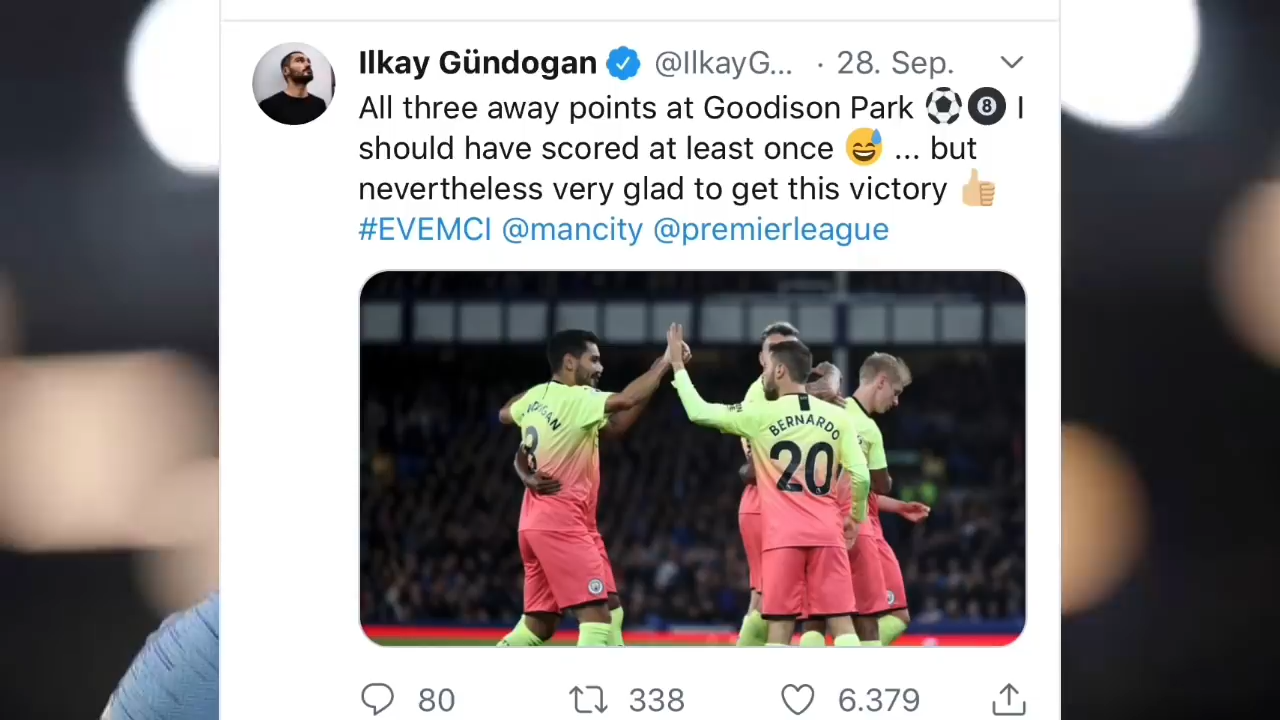 Ilkay Gündogan @IlkayG... · 28. Sep.
All three away points at Goodison Park ⚽🎱 I
should have scored at least once 😅 ... but
nevertheless very glad to get this victory 👍🏼
#EVEMCI @mancity @premierleague
8
BERNARDO
20
80 338 6.379